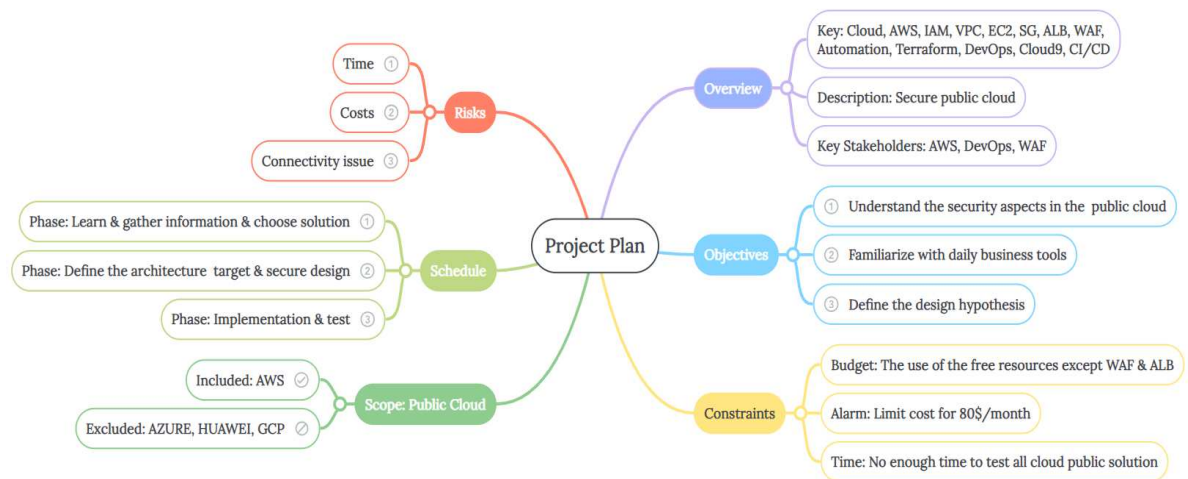 Project Plan
Risks
Time ①
Costs ②
Connectivity issue ③
Schedule
Phase: Learn & gather information & choose solution ①
Phase: Define the architecture target & secure design ②
Phase: Implementation & test ③
Scope: Public Cloud
Included: AWS
Excluded: AZURE, HUAWEI, GCP
Overview
Key: Cloud, AWS, IAM, VPC, EC2, SG, ALB, WAF,
Automation, Terraform, DevOps, Cloud9, CI/CD
Description: Secure public cloud
Key Stakeholders: AWS, DevOps, WAF
Objectives
① Understand the security aspects in the public cloud
② Familiarize with daily business tools
③ Define the design hypothesis
Constraints
Budget: The use of the free resources except WAF & ALB
Alarm: Limit cost for 80$/month
Time: No enough time to test all cloud public solution